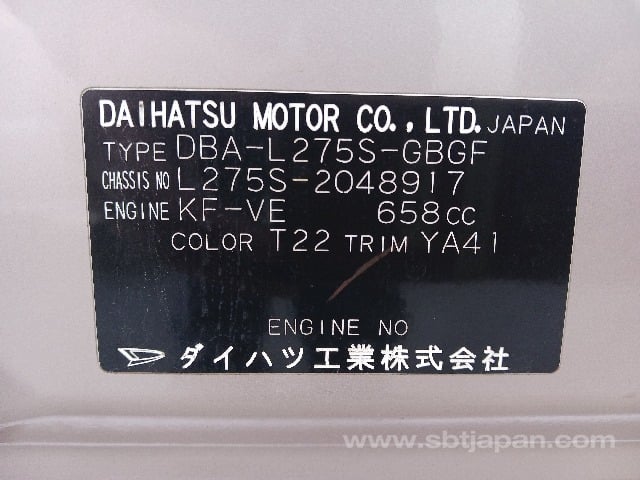 DAIHATSU MOTOR CO., LTD. JAPAN
TYPE DBA-L275S-GBGF
CHASSIS NO L275S-2048917
ENGINE KF-VE 658CC
COLOR T22 TRIM YA41
ENGINE NO
ダイハツ工業株式会社
www.sbtjapan.com